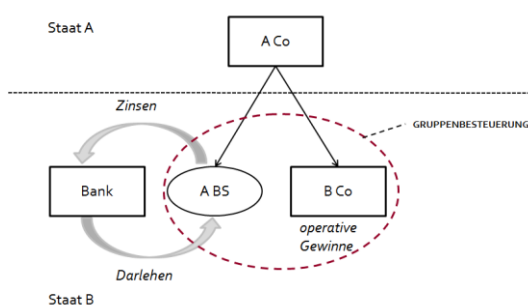 Staat A
A Co
Zinsen
GRUPPENBESTEUERUNG
Bank
A BS
B Co
operative
Gewinne
Darlehen
Staat B